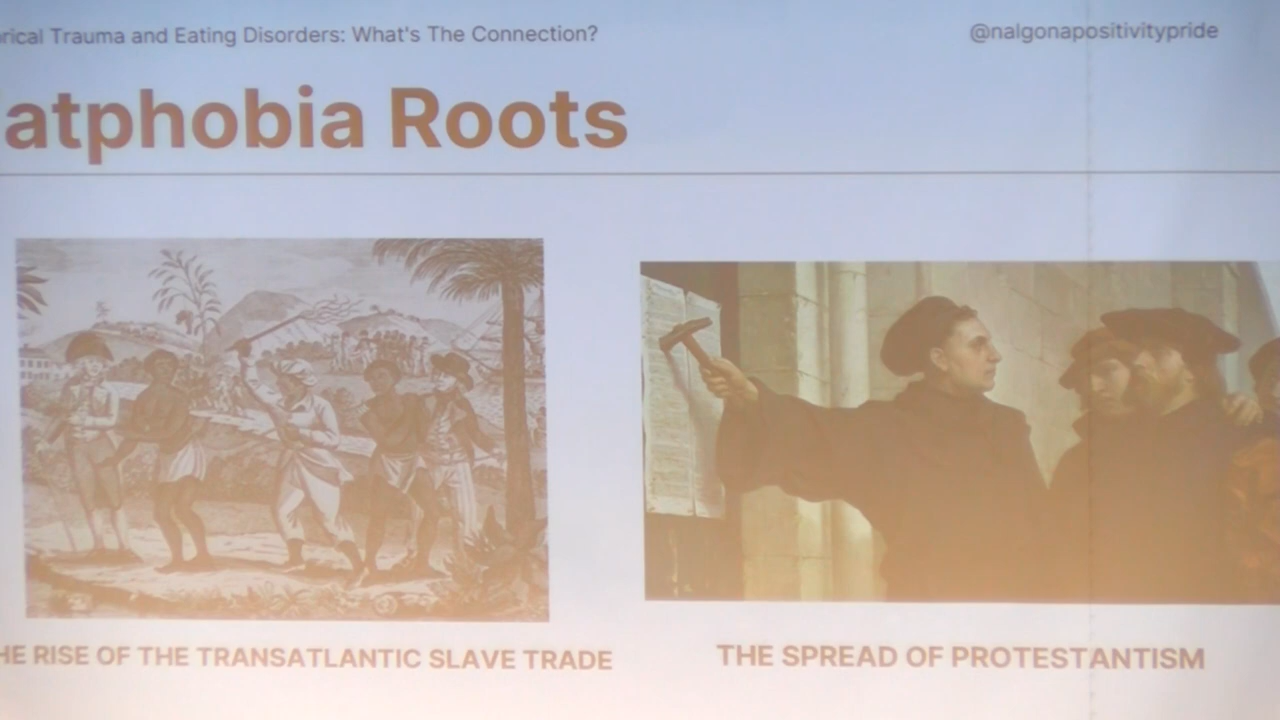 rical Trauma and Eating Disorders: What's The Connection?
@nalgonapositivitypride
atphobia Roots
HE RISE OF THE TRANSATLANTIC SLAVE TRADE
THE SPREAD OF PROTESTANTISM